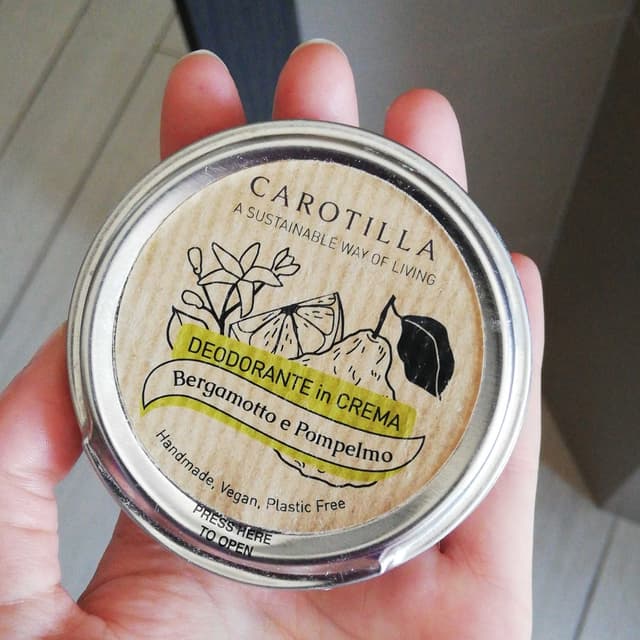 CAROTILLA
A SUSTAINABLE WAY OF LIVING
DEODORANTE in CREMA
Bergamotto e Pompelmo
Handmade, Vegan, Plastic Free
PRESS HERE
TO OPEN